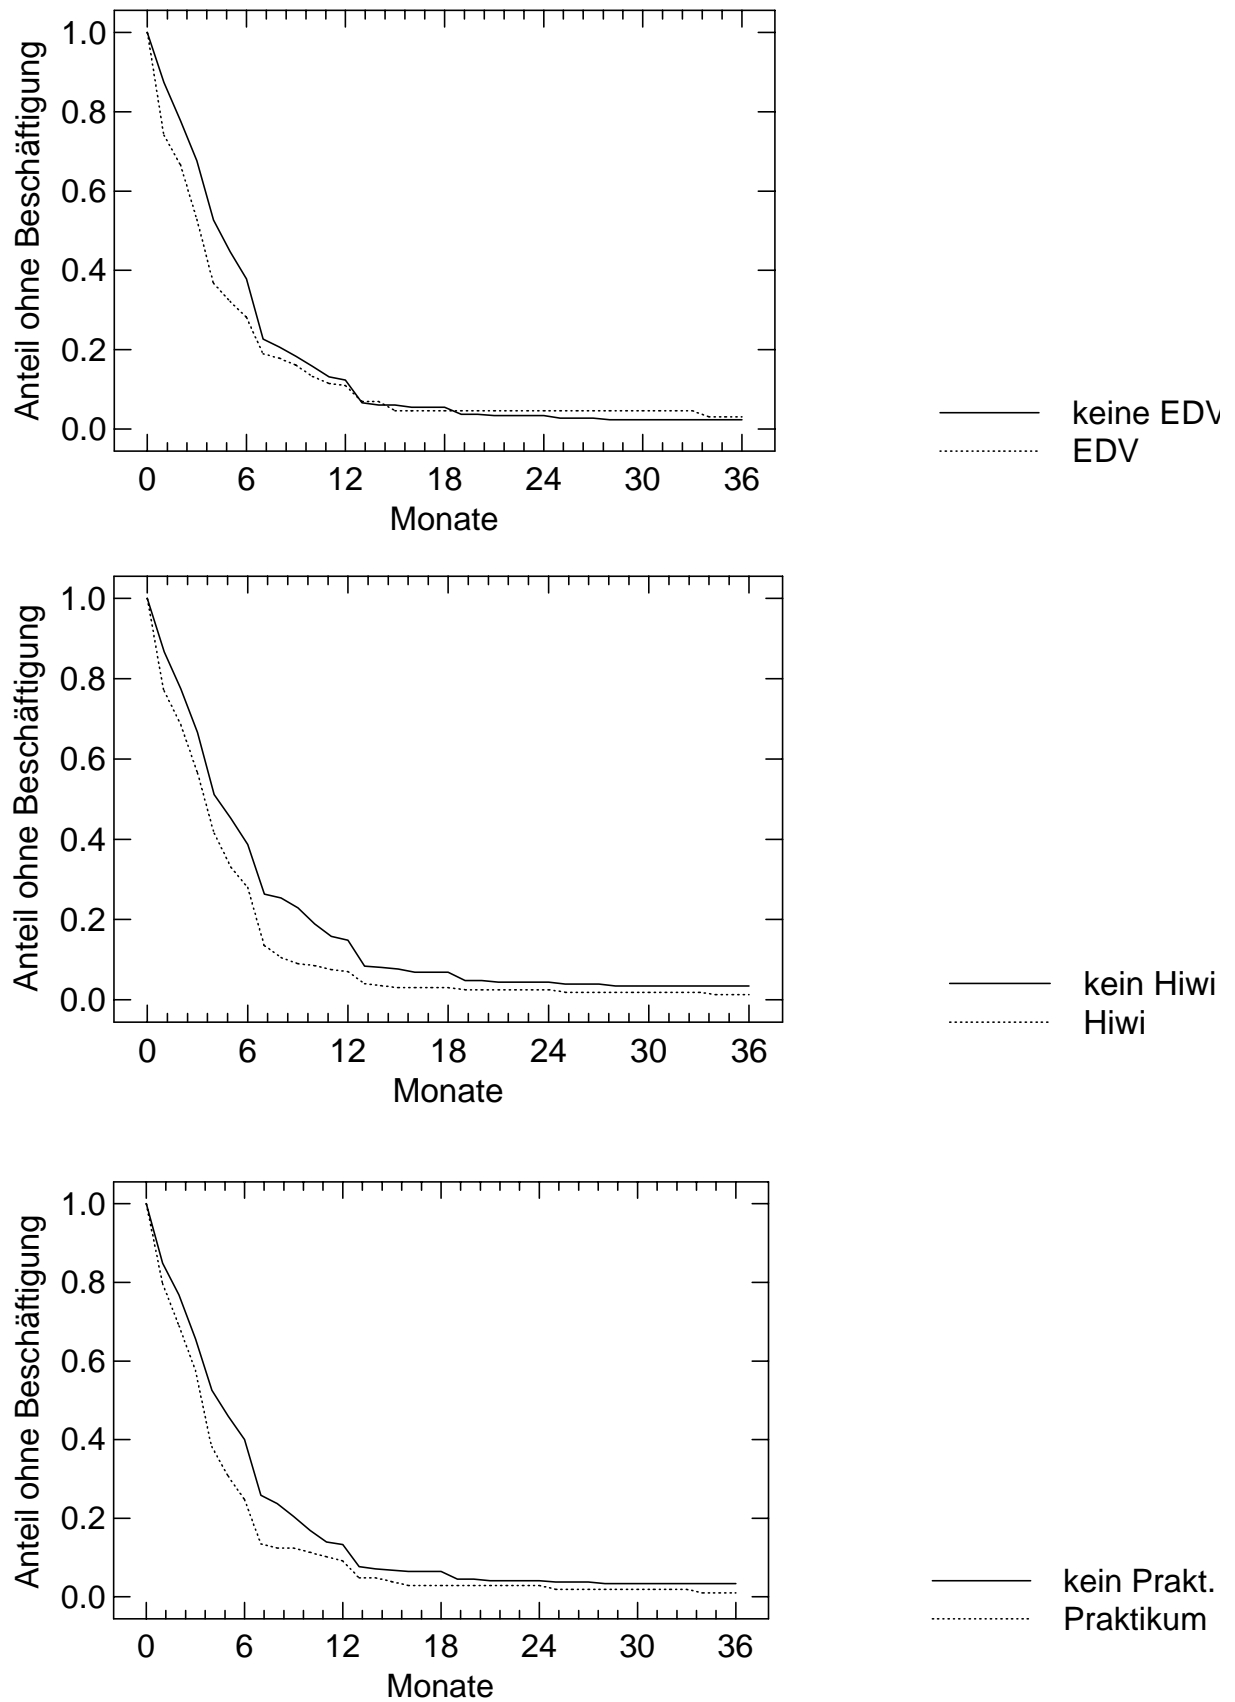 Anteil ohne Beschäftigung
1.0
0.8
0.6
0.4
0.2
0.0
0 6 12 18 24 30 36
Monate
keine EDV
EDV
Anteil ohne Beschäftigung
1.0
0.8
0.6
0.4
0.2
0.0
0 6 12 18 24 30 36
Monate
kein Hiwi
Hiwi
Anteil ohne Beschäftigung
1.0
0.8
0.6
0.4
0.2
0.0
0 6 12 18 24 30 36
Monate
kein Prakt.
Praktikum